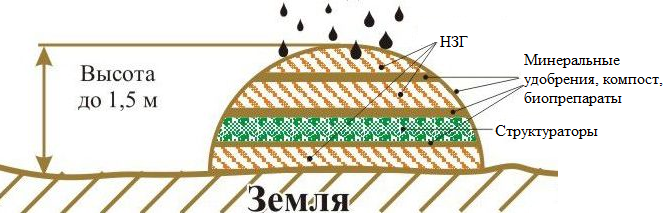 НЗГ
Минеральные
удобрения, компост,
биопрепараты
Высота
до 1,5 м
Структураторы
Земля